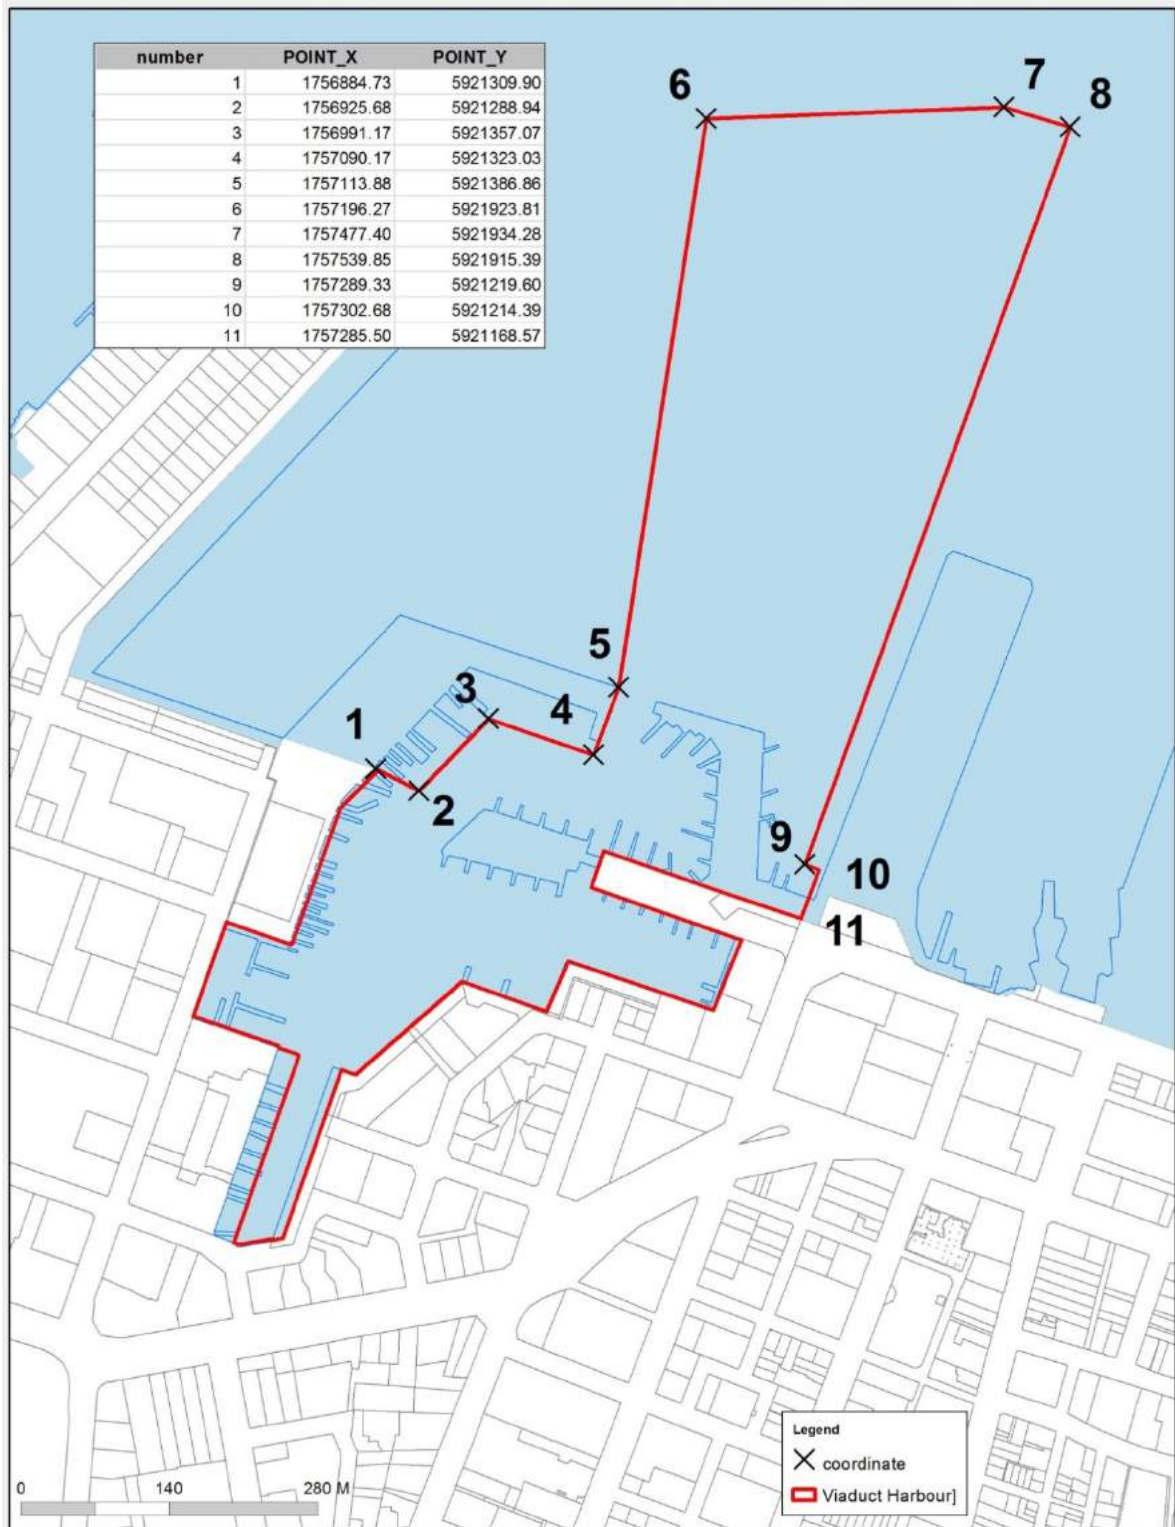 number POINT_X POINT_Y
1 1756884.73 5921309.90
2 1756925.68 5921288.94
3 1756991.17 5921357.07
4 1757090.17 5921323.03
5 1757113.88 5921386.86
6 1757196.27 5921923.81
7 1757477.40 5921934.28
8 1757539.85 5921915.39
9 1757289.33 5921219.60
10 1757302.68 5921214.39
11 1757285.50 5921168.57
6
7
8
5
3
4
1
2
9
10
11
Legend
coordinate
Viaduct Harbour]
0 140 280 M